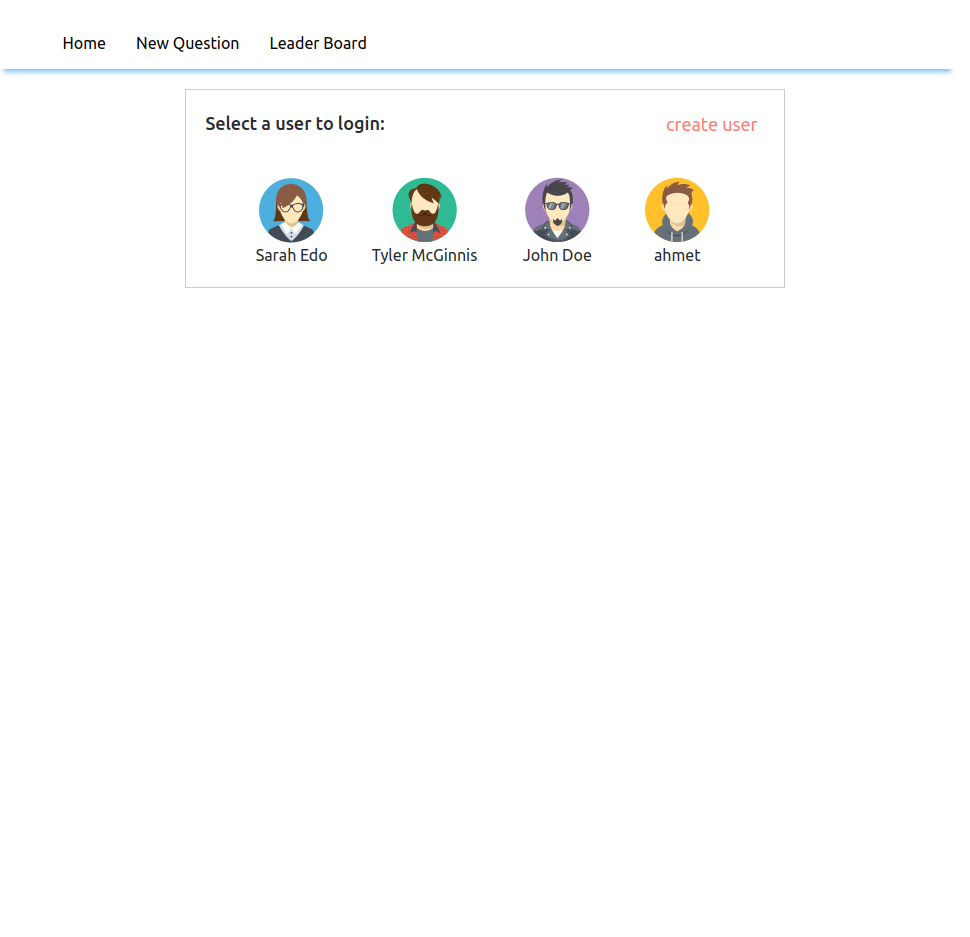 Home New Question Leader Board
Select a user to login: create user
Sarah Edo Tyler McGinnis John Doe ahmet